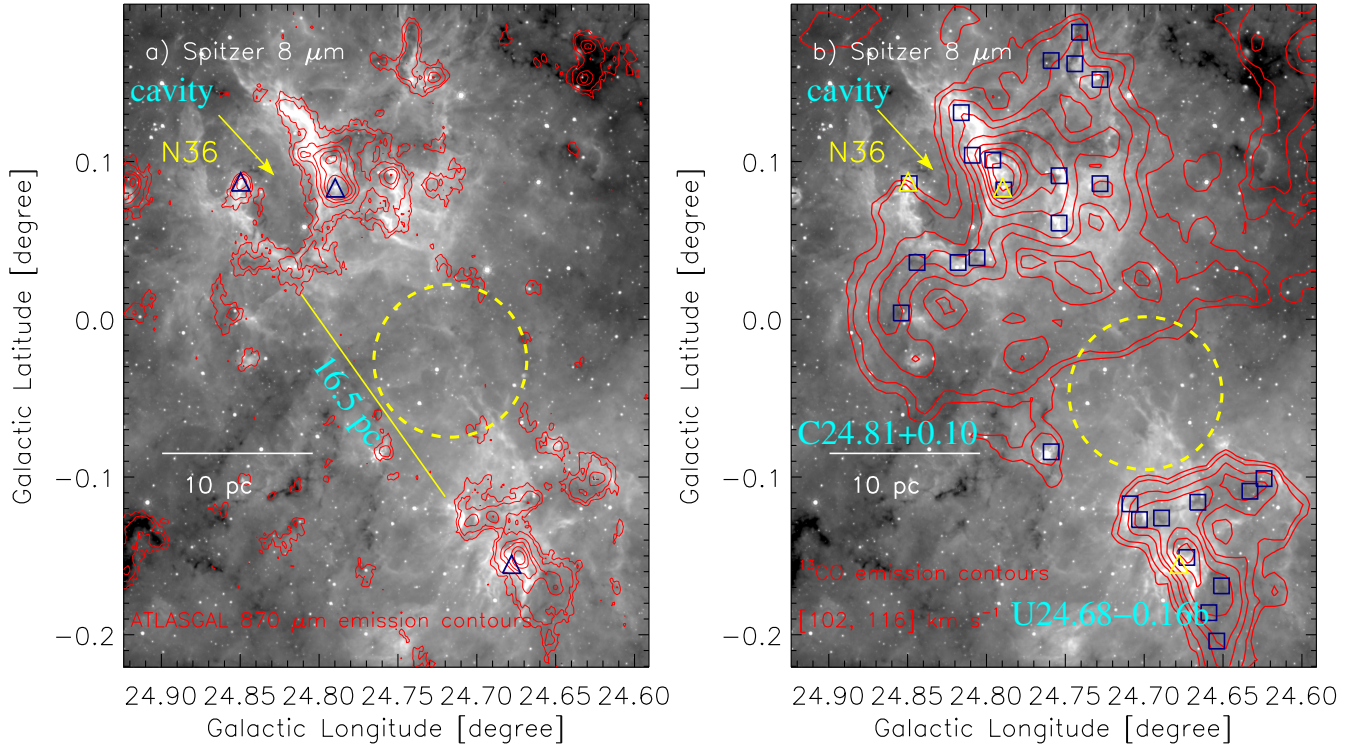 a) Spitzer 8 μm
cavity
N36
16.5 pc
10 pc
ATLASGAL 870 μm emission contours
0.1
0.0
−0.1
−0.2
Galactic Latitude [degree]
24.90 24.85 24.80 24.75 24.70 24.65 24.60
Galactic Longitude [degree]
b) Spitzer 8 μm
cavity
N36
C24.81+0.10
10 pc
¹³CO emission contours
[102, 116] km s⁻¹
U24.68−0.16b
0.1
0.0
−0.1
−0.2
Galactic Latitude [degree]
24.90 24.85 24.80 24.75 24.70 24.65 24.60
Galactic Longitude [degree]